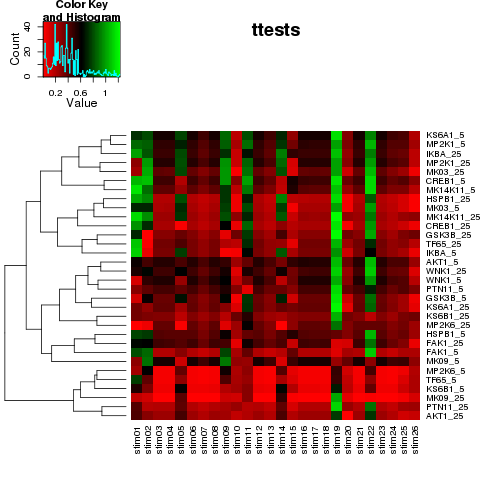 Color Key
and Histogram
ttests
Count
0 20 40
0.2 0.6 1
Value
KS6A1_5
MP2K1_5
IKBA_25
MP2K1_25
MK03_25
CREB1_5
MK14K11_5
HSPB1_25
MK03_5
MK14K11_25
CREB1_25
GSK3B_25
TF65_25
IKBA_5
AKT1_5
WNK1_25
WNK1_5
PTN11_5
GSK3B_5
KS6A1_25
KS6B1_25
MP2K6_25
HSPB1_5
FAK1_25
FAK1_5
MK09_5
MP2K6_5
TF65_5
KS6B1_5
MK09_25
PTN11_25
AKT1_25
stim01
stim02
stim03
stim04
stim05
stim06
stim07
stim08
stim09
stim10
stim11
stim12
stim13
stim14
stim15
stim16
stim17
stim18
stim19
stim20
stim21
stim22
stim23
stim24
stim25
stim26